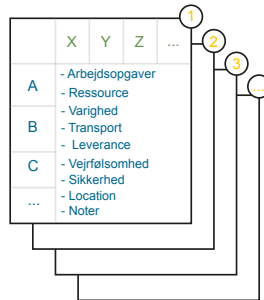 1
X Y Z ...
2
- Arbejdsopgaver
3
A
- Ressource
...
- Varighed
B
- Transport
- Leverance
- Vejrfølsomhed
C
- Sikkerhed
...
- Location
- Noter